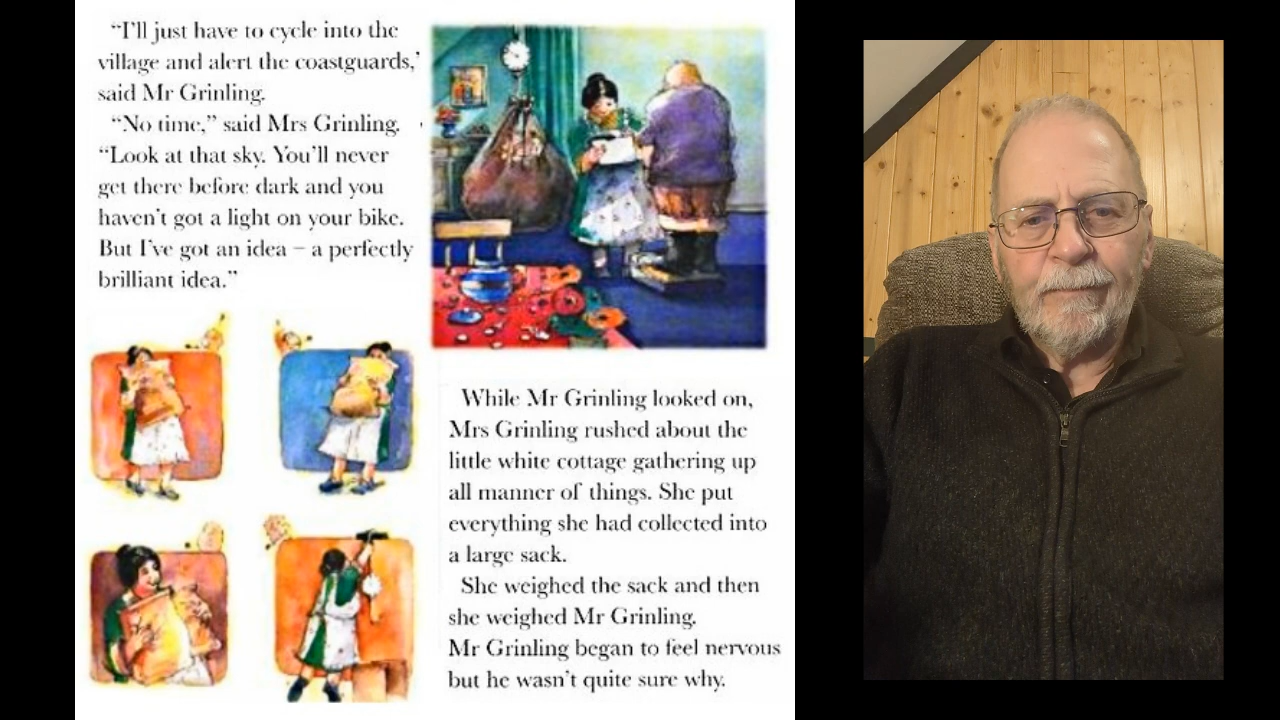 “I’ll just have to cycle into the
village and alert the coastguards,’
said Mr Grinling.
“No time,” said Mrs Grinling.
“Look at that sky. You’ll never
get there before dark and you
haven’t got a light on your bike.
But I’ve got an idea – a perfectly
brilliant idea.”
While Mr Grinling looked on,
Mrs Grinling rushed about the
little white cottage gathering up
all manner of things. She put
everything she had collected into
a large sack.
She weighed the sack and then
she weighed Mr Grinling.
Mr Grinling began to feel nervous
but he wasn’t quite sure why.